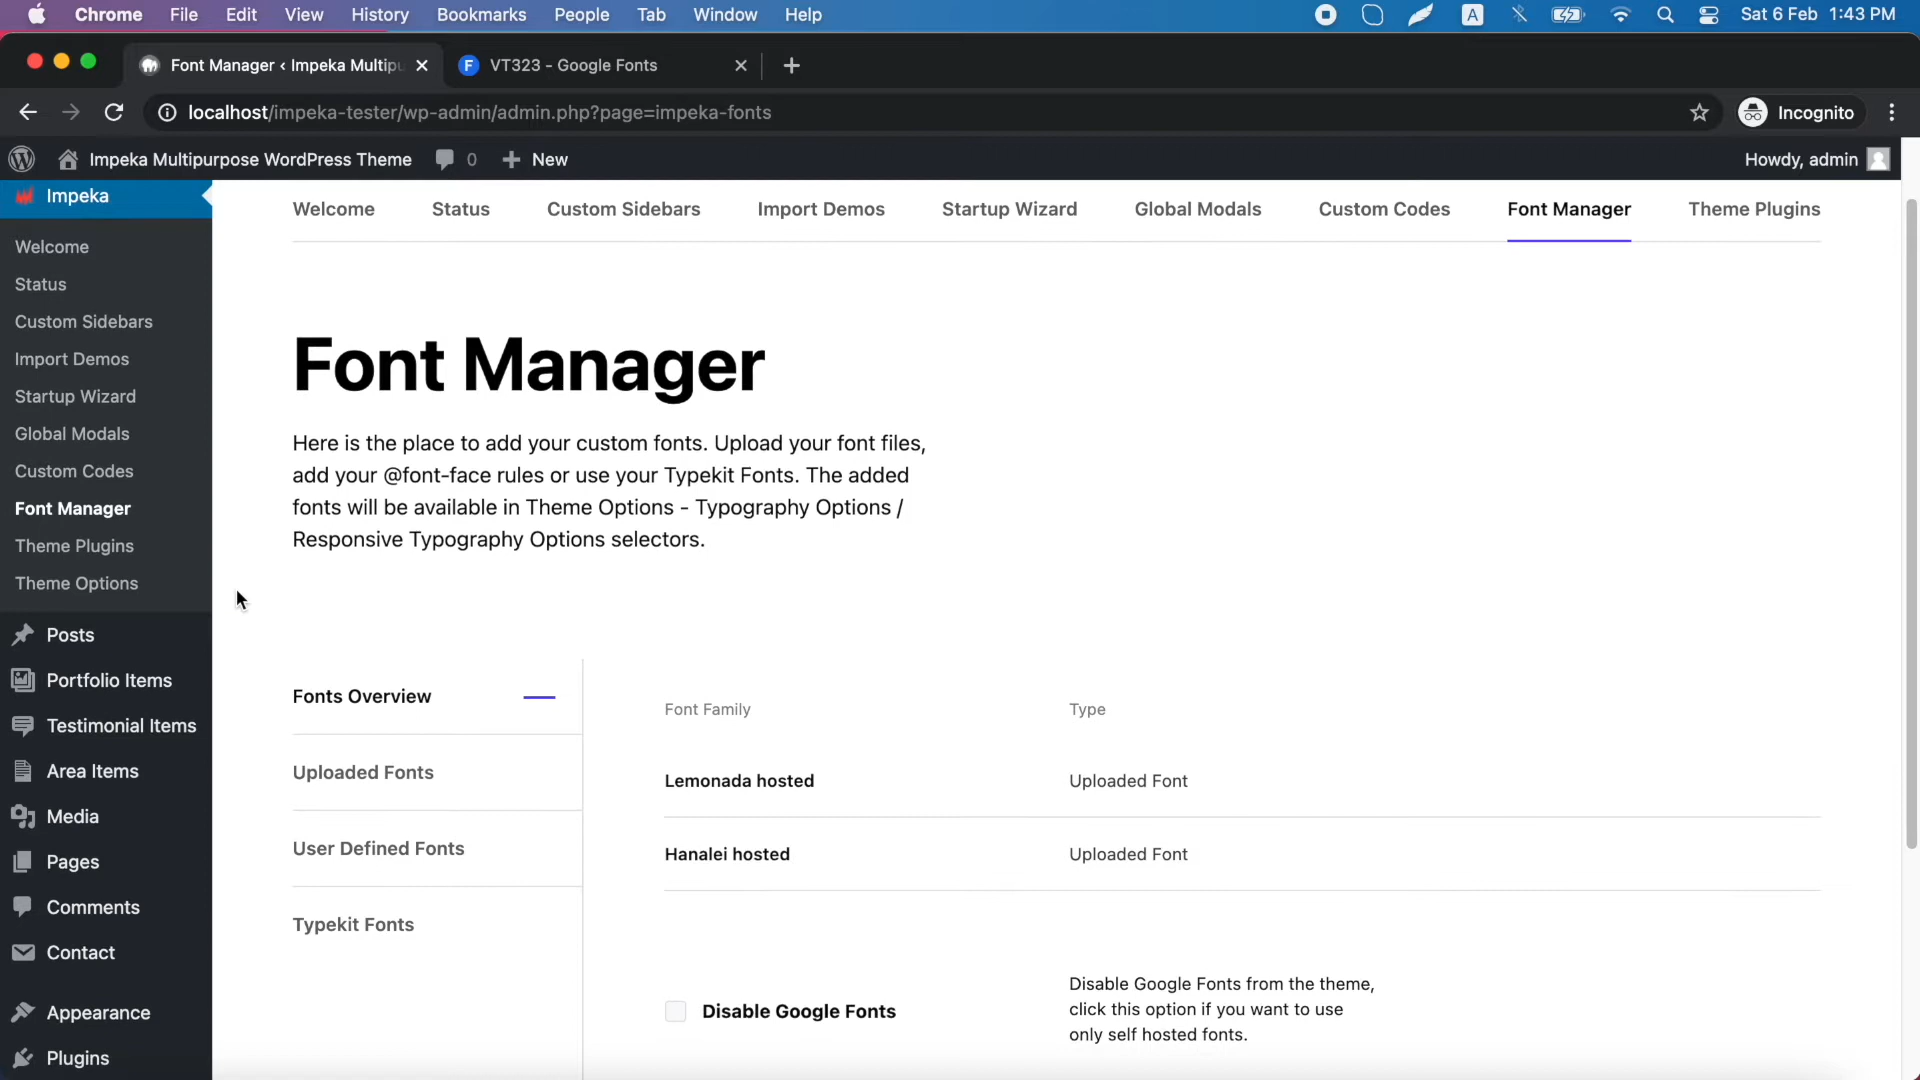 Chrome File Edit View History Bookmarks People Tab Window Help A Sat 6 Feb 1:43 PM
Font Manager ‹ Impeka Multipu F VT323 - Google Fonts
localhost/impeka-tester/wp-admin/admin.php?page=impeka-fonts Incognito
Impeka Multipurpose WordPress Theme 0 New Howdy, admin
Impeka
Welcome
Status
Custom Sidebars
Import Demos
Startup Wizard
Global Modals
Custom Codes
Font Manager
Theme Plugins
Theme Options
Posts
Portfolio Items
Testimonial Items
Area Items
Media
Pages
Comments
Contact
Appearance
Plugins
Welcome Status Custom Sidebars Import Demos Startup Wizard Global Modals Custom Codes Font Manager Theme Plugins
Font Manager
Here is the place to add your custom fonts. Upload your font files,
add your @font-face rules or use your Typekit Fonts. The added
fonts will be available in Theme Options - Typography Options /
Responsive Typography Options selectors.
Fonts Overview
Uploaded Fonts
User Defined Fonts
Typekit Fonts
Font Family Type
Lemonada hosted Uploaded Font
Hanalei hosted Uploaded Font
Disable Google Fonts
Disable Google Fonts from the theme,
click this option if you want to use
only self hosted fonts.